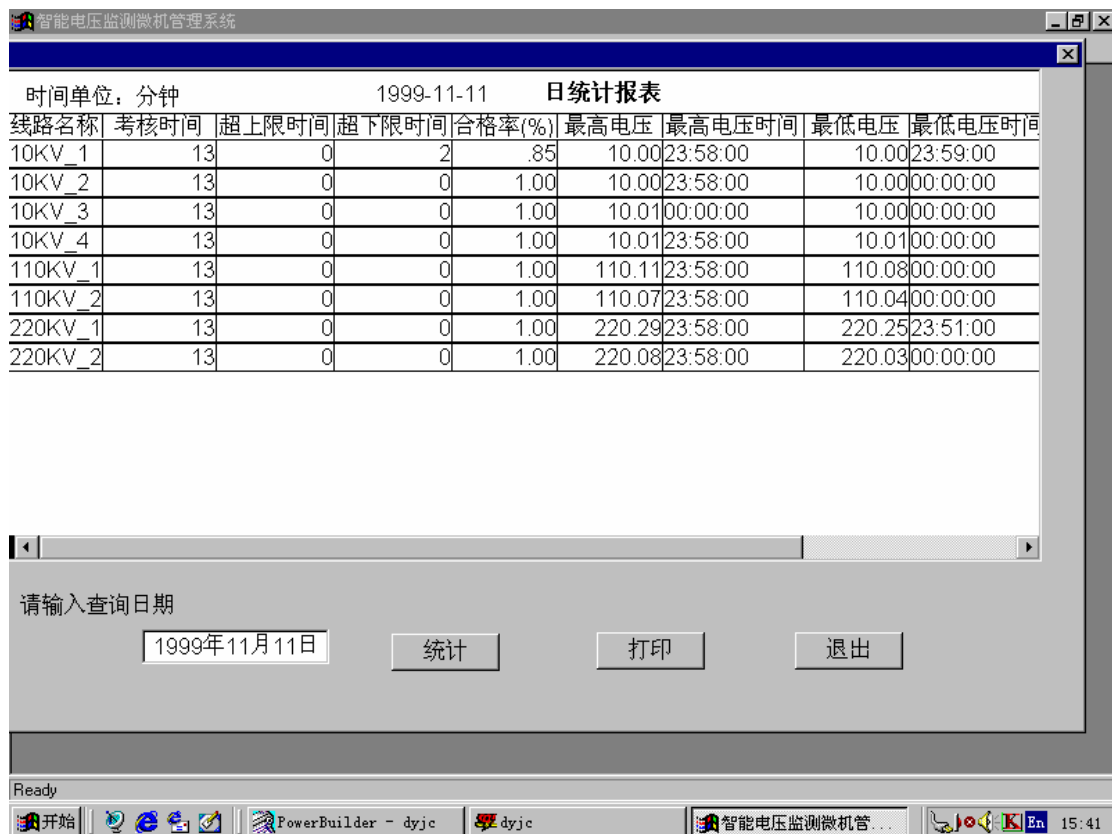 智能电压监测微机管理系统
时间单位：分钟 1999-11-11 日统计报表
线路名称 考核时间 超上限时间 超下限时间 合格率(%) 最高电压 最高电压时间 最低电压 最低电压时间
10KV_1 13 0 2 .85 10.00 23:58:00 10.00 23:59:00
10KV_2 13 0 0 1.00 10.00 23:58:00 10.00 00:00:00
10KV_3 13 0 0 1.00 10.01 00:00:00 10.00 00:00:00
10KV_4 13 0 0 1.00 10.01 23:58:00 10.01 00:00:00
110KV_1 13 0 0 1.00 110.11 23:58:00 110.08 00:00:00
110KV_2 13 0 0 1.00 110.07 23:58:00 110.04 00:00:00
220KV_1 13 0 0 1.00 220.29 23:58:00 220.25 23:51:00
220KV_2 13 0 0 1.00 220.08 23:58:00 220.03 00:00:00
请输入查询日期
1999年11月11日 统计 打印 退出
Ready
开始 PowerBuilder - dyjc dyjc 智能电压监测微机管... K En 15:41